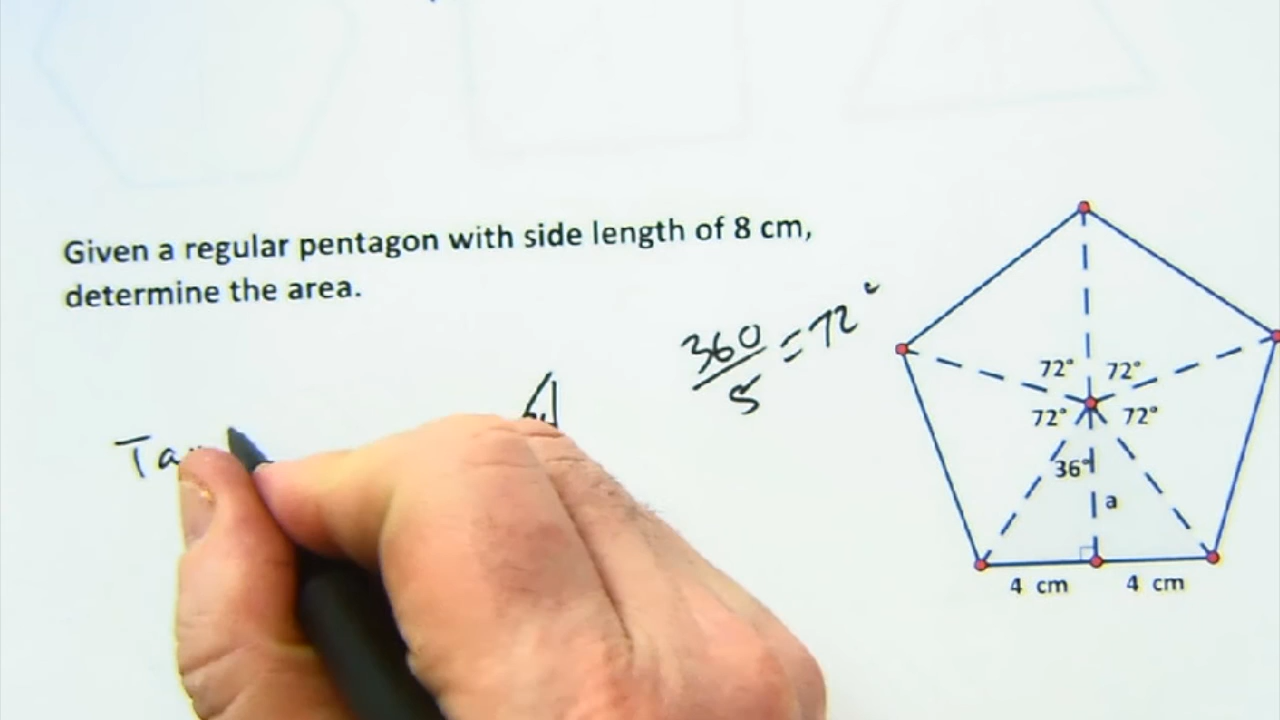 Given a regular pentagon with side length of 8 cm,
determine the area.
360/5 = 72°
72° 72°
72° 72°
36°
a
4 cm 4 cm